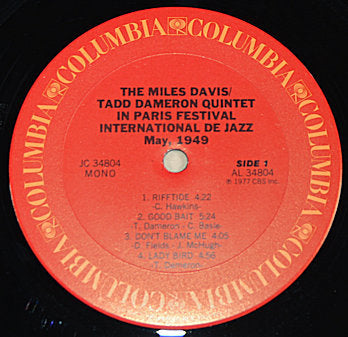 COLUMBIA COLUMBIA COLUMBIA COLUMBIA COLUMBIA COLUMBIA
THE MILES DAVIS/
TADD DAMERON QUINTET
IN PARIS FESTIVAL
INTERNATIONAL DE JAZZ
May, 1949
JC 34804
MONO
SIDE 1
AL 34804
℗ 1977 CBS Inc.
1. RIFFTIDE 4:22
-C. Hawkins-
2. GOOD BAIT 5:24
T. Dameron - C. Basie
3. DON'T BLAME ME 4:05
D. Fields - J. McHugh
4. LADY BIRD 4:56
-T. Dameron-